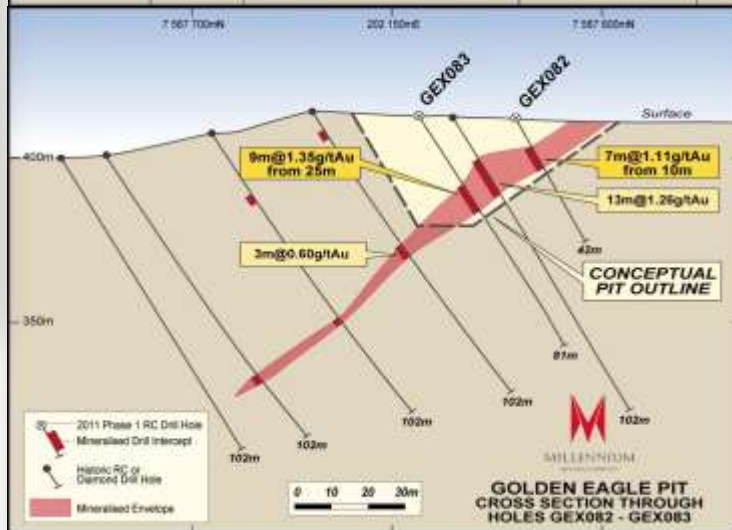 7 567 700mN
202 150mE
7 567 600mN
GEX083
GEX082
Surface
400m
9m@1.35g/tAu
from 25m
7m@1.11g/tAu
from 10m
13m@1.26g/tAu
3m@0.60g/tAu
42m
CONCEPTUAL
PIT OUTLINE
350m
81m
102m
102m
102m
102m
102m
2011 Phase 1 RC Drill Hole
Mineralised Drill Intercept
Historic RC or
Diamond Drill Hole
Mineralised Envelope
0 10 20 30m
MILLENNIUM
GOLDEN EAGLE PIT
CROSS SECTION THROUGH
HOLES GEX082 - GEX083